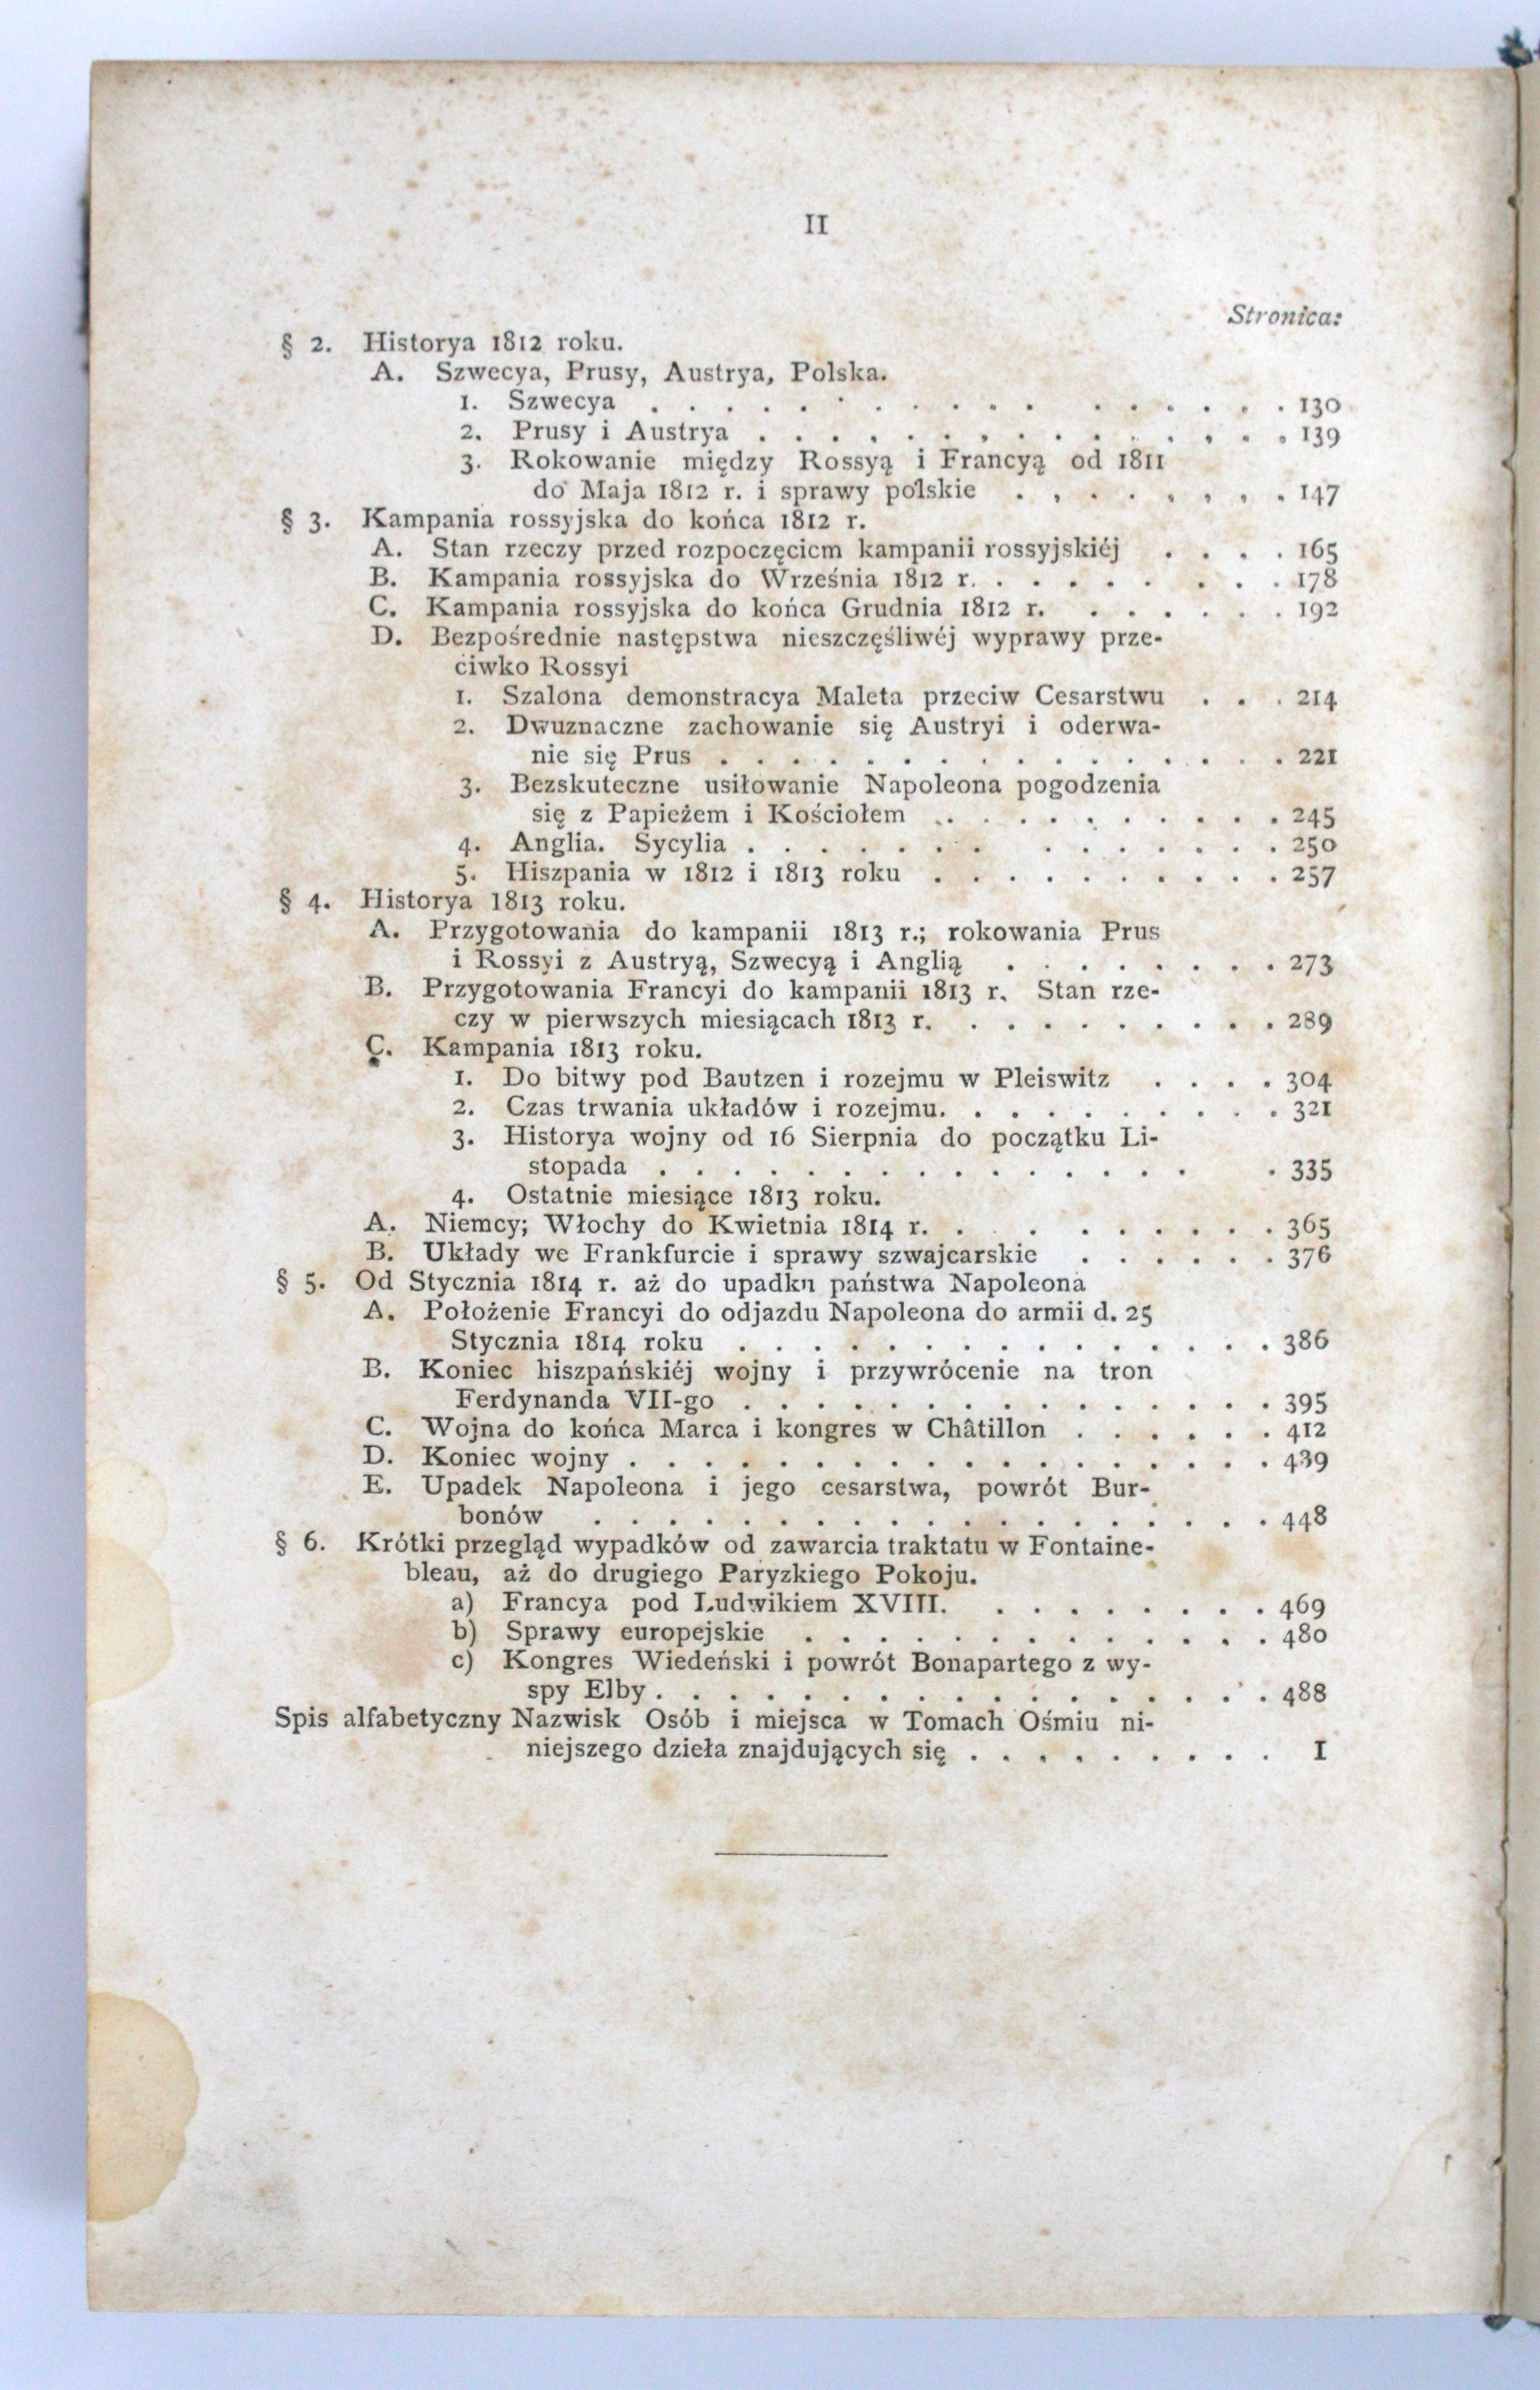 II
Stronica:
§ 2. Historya 1812 roku.
A. Szwecya, Prusy, Austrya, Polska.
1. Szwecya . . . . . . . . . . . . . . . . . 130
2. Prusy i Austrya . . . . . . . . . . . . . . . 139
3. Rokowanie między Rossyą i Francyą od 1811
do Maja 1812 r. i sprawy polskie . . . . . . . . 147
§ 3. Kampania rossyjska do końca 1812 r.
A. Stan rzeczy przed rozpoczęciem kampanii rossyjskiéj . . . . 165
B. Kampania rossyjska do Września 1812 r. . . . . . . . . 178
C. Kampania rossyjska do końca Grudnia 1812 r. . . . . . . 192
D. Bezpośrednie następstwa nieszczęśliwéj wyprawy prze-
ciwko Rossyi
1. Szalona demonstracya Maleta przeciw Cesarstwu . . . 214
2. Dwuznaczne zachowanie się Austryi i oderwa-
nie się Prus . . . . . . . . . . . . . . . . 221
3. Bezskuteczne usiłowanie Napoleona pogodzenia
się z Papieżem i Kościołem . . . . . . . . . . 245
4. Anglia. Sycylia . . . . . . . . . . . . . . 250
5. Hiszpania w 1812 i 1813 roku . . . . . . . . . . 257
§ 4. Historya 1813 roku.
A. Przygotowania do kampanii 1813 r.; rokowania Prus
i Rossyi z Austryą, Szwecyą i Anglią . . . . . . . . 273
B. Przygotowania Francyi do kampanii 1813 r. Stan rze-
czy w pierwszych miesiącach 1813 r. . . . . . . . . . 289
C. Kampania 1813 roku.
1. Do bitwy pod Bautzen i rozejmu w Pleiswitz . . . . 304
2. Czas trwania układów i rozejmu. . . . . . . . . . 321
3. Historya wojny od 16 Sierpnia do początku Li-
stopada . . . . . . . . . . . . . . . . 335
4. Ostatnie miesiące 1813 roku.
A. Niemcy; Włochy do Kwietnia 1814 r. . . . . . . . . 365
B. Układy we Frankfurcie i sprawy szwajcarskie . . . . . . 376
§ 5. Od Stycznia 1814 r. aż do upadku państwa Napoleona
A. Położenie Francyi do odjazdu Napoleona do armii d. 25
Stycznia 1814 roku . . . . . . . . . . . . . . . 386
B. Koniec hiszpańskiéj wojny i przywrócenie na tron
Ferdynanda VII-go . . . . . . . . . . . . . . . 395
C. Wojna do końca Marca i kongres w Châtillon . . . . . . 412
D. Koniec wojny . . . . . . . . . . . . . . . . . . 439
E. Upadek Napoleona i jego cesarstwa, powrót Bur-
bonów . . . . . . . . . . . . . . . . . . . 448
§ 6. Krótki przegląd wypadków od zawarcia traktatu w Fontaine-
bleau, aż do drugiego Paryzkiego Pokoju.
a) Francya pod Ludwikiem XVIII. . . . . . . . . 469
b) Sprawy europejskie . . . . . . . . . . . . . 480
c) Kongres Wiedeński i powrót Bonapartego z wy-
spy Elby . . . . . . . . . . . . . . . . . 488
Spis alfabetyczny Nazwisk Osób i miejsca w Tomach Ośmiu ni-
niejszego dzieła znajdujących się . . . . . . . . . I